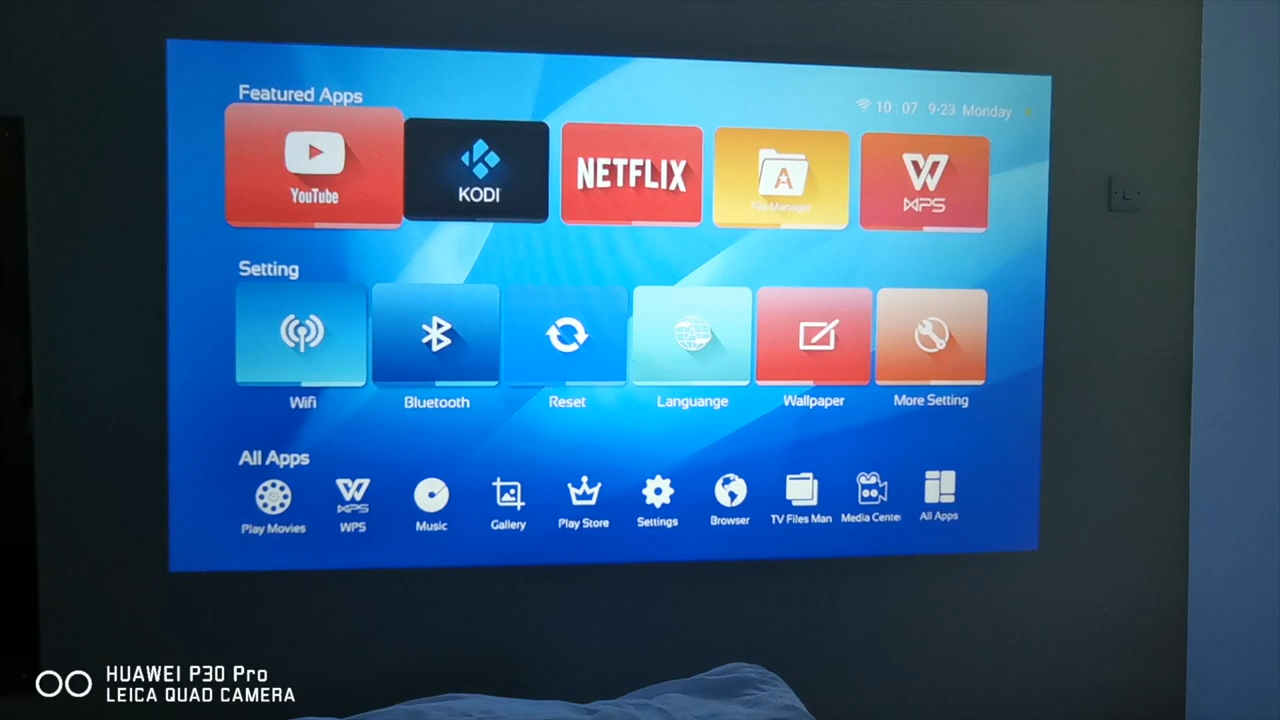 Featured Apps
10 : 07 9-23 Monday
YouTube
KODI
NETFLIX
A
File Manager
W
WPS
Setting
A
Wifi
Bluetooth
Reset
Languange
Wallpaper
More Setting
All Apps
W
WPS
Play Movies
WPS
Music
Gallery
Play Store
Settings
Browser
TV Files Man
Media Cente
All Apps
HUAWEI P30 Pro
LEICA QUAD CAMERA